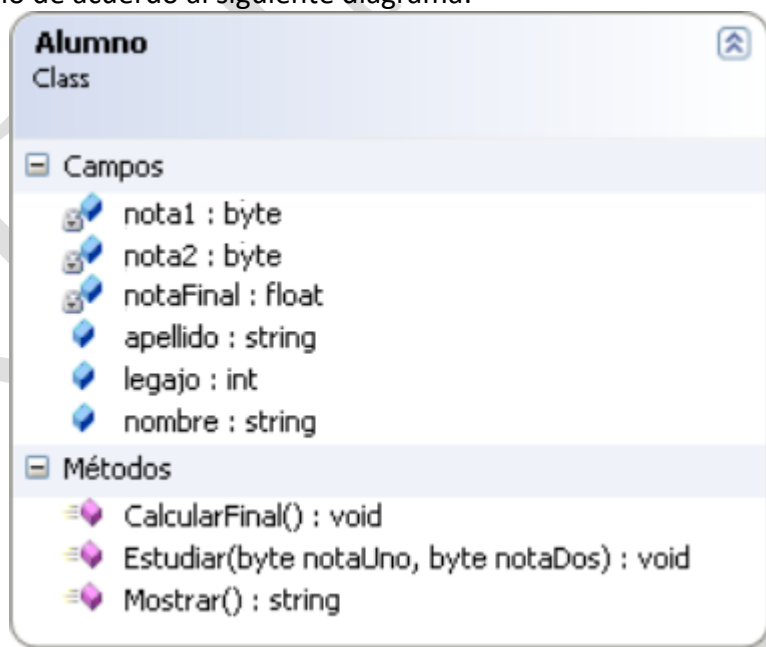 de acuerdo al siguiente diagrama:
Alumno
Class
Campos
nota1 : byte
nota2 : byte
notaFinal : float
apellido : string
legajo : int
nombre : string
Métodos
CalcularFinal() : void
Estudiar(byte notaUno, byte notaDos) : void
Mostrar() : string